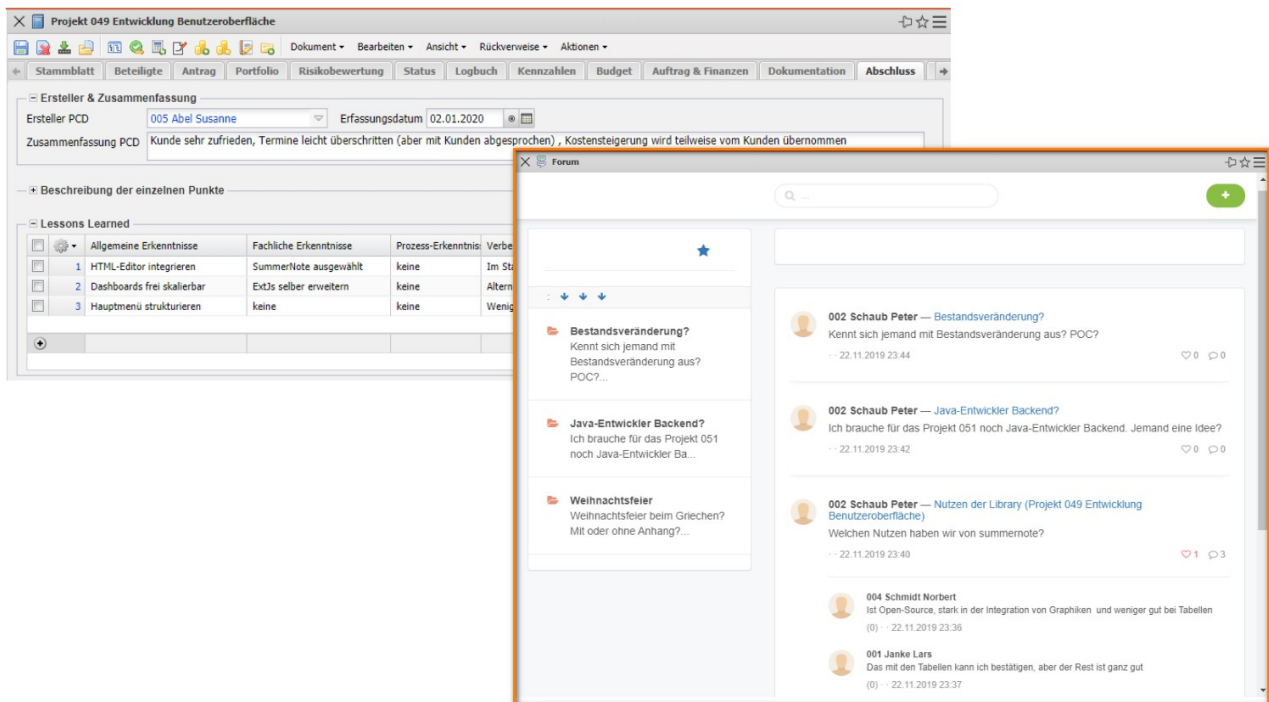 Projekt 049 Entwicklung Benutzeroberfläche
Dokument Bearbeiten Ansicht Rückverweise Aktionen
Stammblatt Beteiligte Antrag Portfolio Risikobewertung Status Logbuch Kennzahlen Budget Auftrag & Finanzen Dokumentation Abschluss
Ersteller & Zusammenfassung
Ersteller PCD 005 Abel Susanne Erfassungsdatum 02.01.2020
Zusammenfassung PCD Kunde sehr zufrieden, Termine leicht überschritten (aber mit Kunden abgesprochen) , Kostensteigerung wird teilweise vom Kunden übernommen
Beschreibung der einzelnen Punkte
Lessons Learned
Allgemeine Erkenntnisse Fachliche Erkenntnisse Prozess-Erkenntnis Verbe
1 HTML-Editor integrieren SummerNote ausgewählt keine Im Sta
2 Dashboards frei skalierbar ExtJs selber erweitern keine Altern
3 Hauptmenü strukturieren keine keine Wenig
Forum
...
:
Bestandsveränderung?
Kennt sich jemand mit
Bestandsveränderung aus?
POC?...
Java-Entwickler Backend?
Ich brauche für das Projekt 051
noch Java-Entwickler Ba...
Weihnachtsfeier
Weihnachtsfeier beim Griechen?
Mit oder ohne Anhang?...
002 Schaub Peter — Bestandsveränderung?
Kennt sich jemand mit Bestandsveränderung aus? POC?
· · 22.11.2019 23:44 0 0
002 Schaub Peter — Java-Entwickler Backend?
Ich brauche für das Projekt 051 noch Java-Entwickler Backend. Jemand eine Idee?
· · 22.11.2019 23:42 0 0
002 Schaub Peter — Nutzen der Library (Projekt 049 Entwicklung
Benutzeroberfläche)
Welchen Nutzen haben wir von summernote?
· · 22.11.2019 23:40 1 3
004 Schmidt Norbert
Ist Open-Source, stark in der Integration von Graphiken und weniger gut bei Tabellen
(0) · · 22.11.2019 23:36
001 Janke Lars
Das mit den Tabellen kann ich bestätigen, aber der Rest ist ganz gut
(0) · · 22.11.2019 23:37